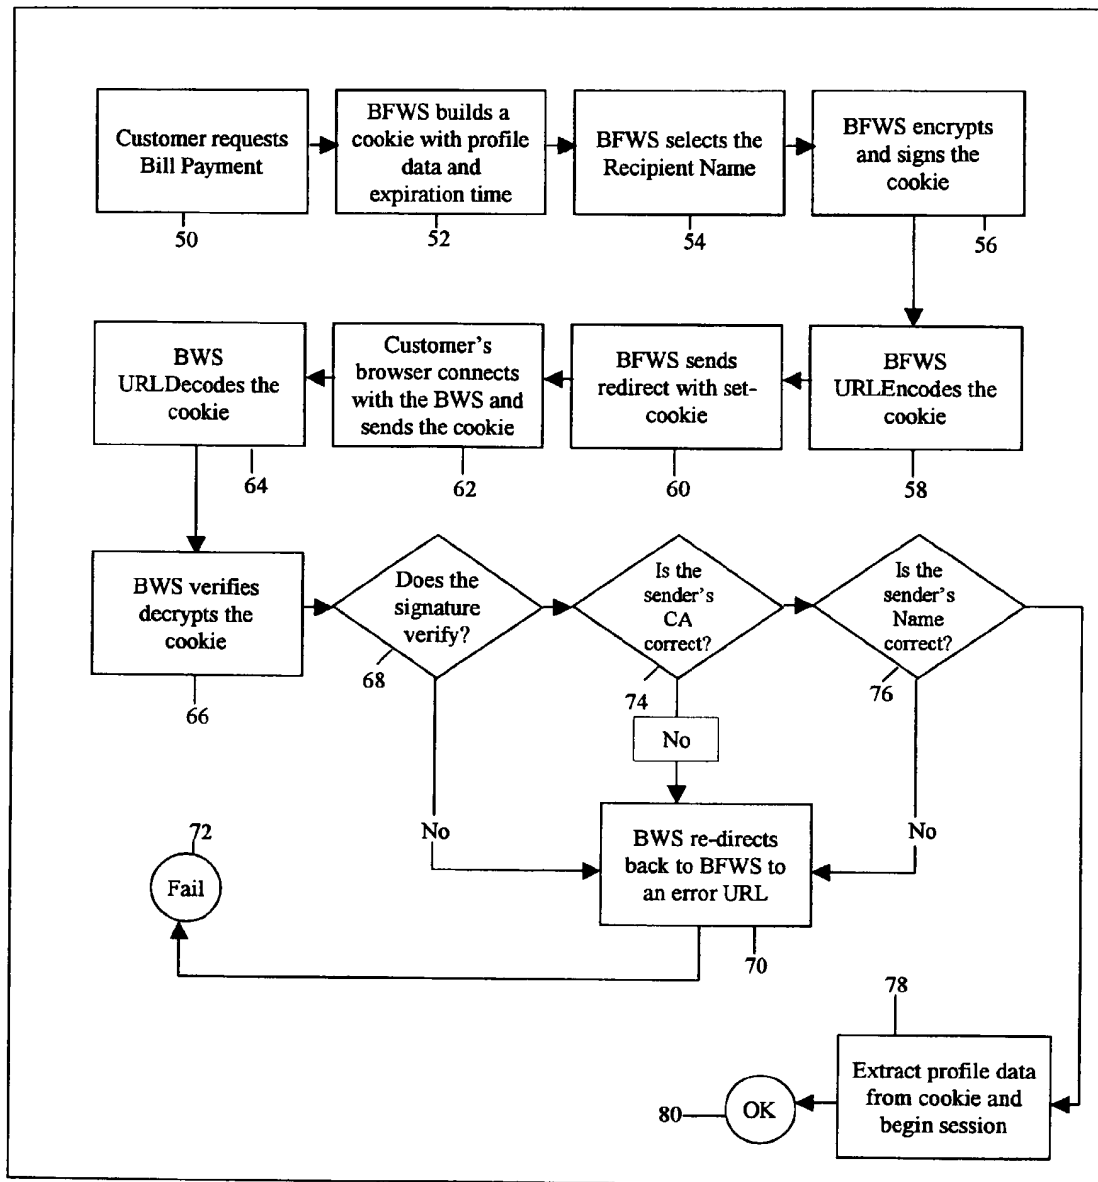 Customer requests
Bill Payment
50
BFWS builds a
cookie with profile
data and
expiration time
52
BFWS selects the
Recipient Name
54
BFWS encrypts
and signs the
cookie
56
BFWS
URLEncodes the
cookie
58
BFWS sends
redirect with set-
cookie
60
Customer's
browser connects
with the BWS and
sends the cookie
62
BWS
URLDecodes the
cookie
64
BWS verifies
decrypts the
cookie
66
Does the
signature
verify?
68
Is the
sender's
CA
correct?
74
Is the
sender's
Name
correct?
76
No
No
No
BWS re-directs
back to BFWS to
an error URL
70
72
Fail
78
Extract profile data
from cookie and
begin session
80
OK